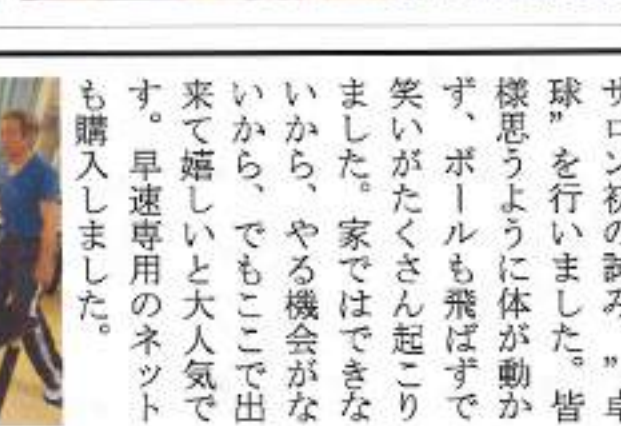 サロン初の試み、”卓
球”を行いました。皆
様思うように体が動か
ず、ボールも飛ばずで
笑いがたくさん起こり
ました。家ではできな
いから、やる機会がな
いから、でもここで出
来て嬉しいと大人気で
す。早速専用のネット
も購入しました。